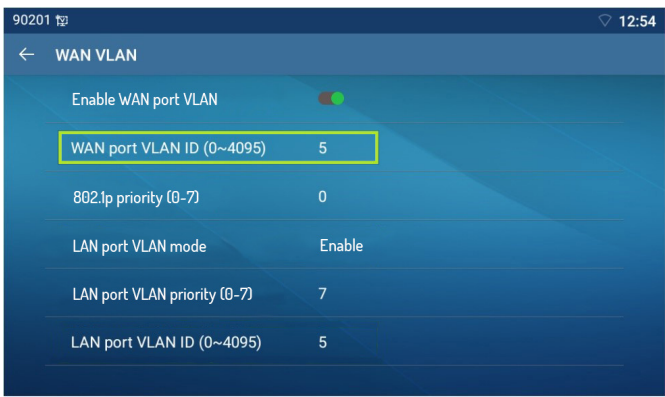 90201 12:54
WAN VLAN
Enable WAN port VLAN
WAN port VLAN ID (0~4095) 5
802.1p priority (0-7) 0
LAN port VLAN mode Enable
LAN port VLAN priority (0-7) 7
LAN port VLAN ID (0~4095) 5